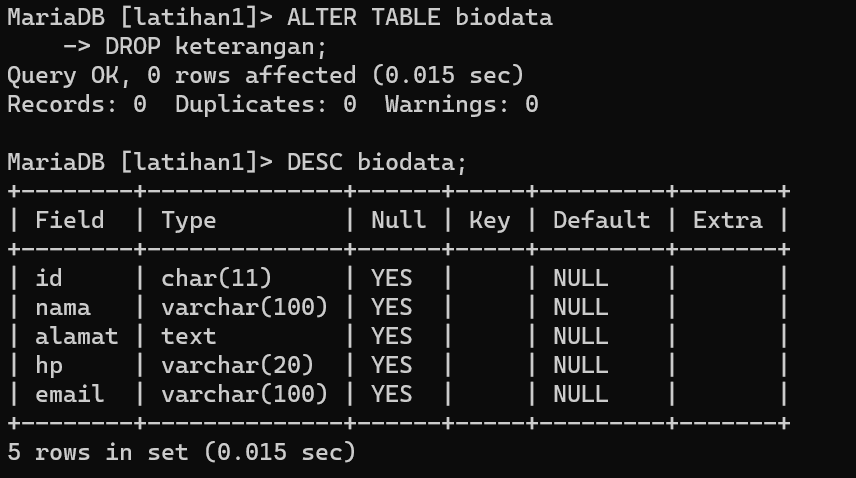 MariaDB [latihan1]> ALTER TABLE biodata
    -> DROP keterangan;
Query OK, 0 rows affected (0.015 sec)
Records: 0  Duplicates: 0  Warnings: 0

MariaDB [latihan1]> DESC biodata;
+--------+--------------+------+-----+---------+-------+
| Field  | Type         | Null | Key | Default | Extra |
+--------+--------------+------+-----+---------+-------+
| id     | char(11)     | YES  |     | NULL    |       |
| nama   | varchar(100) | YES  |     | NULL    |       |
| alamat | text         | YES  |     | NULL    |       |
| hp     | varchar(20)  | YES  |     | NULL    |       |
| email  | varchar(100) | YES  |     | NULL    |       |
+--------+--------------+------+-----+---------+-------+
5 rows in set (0.015 sec)